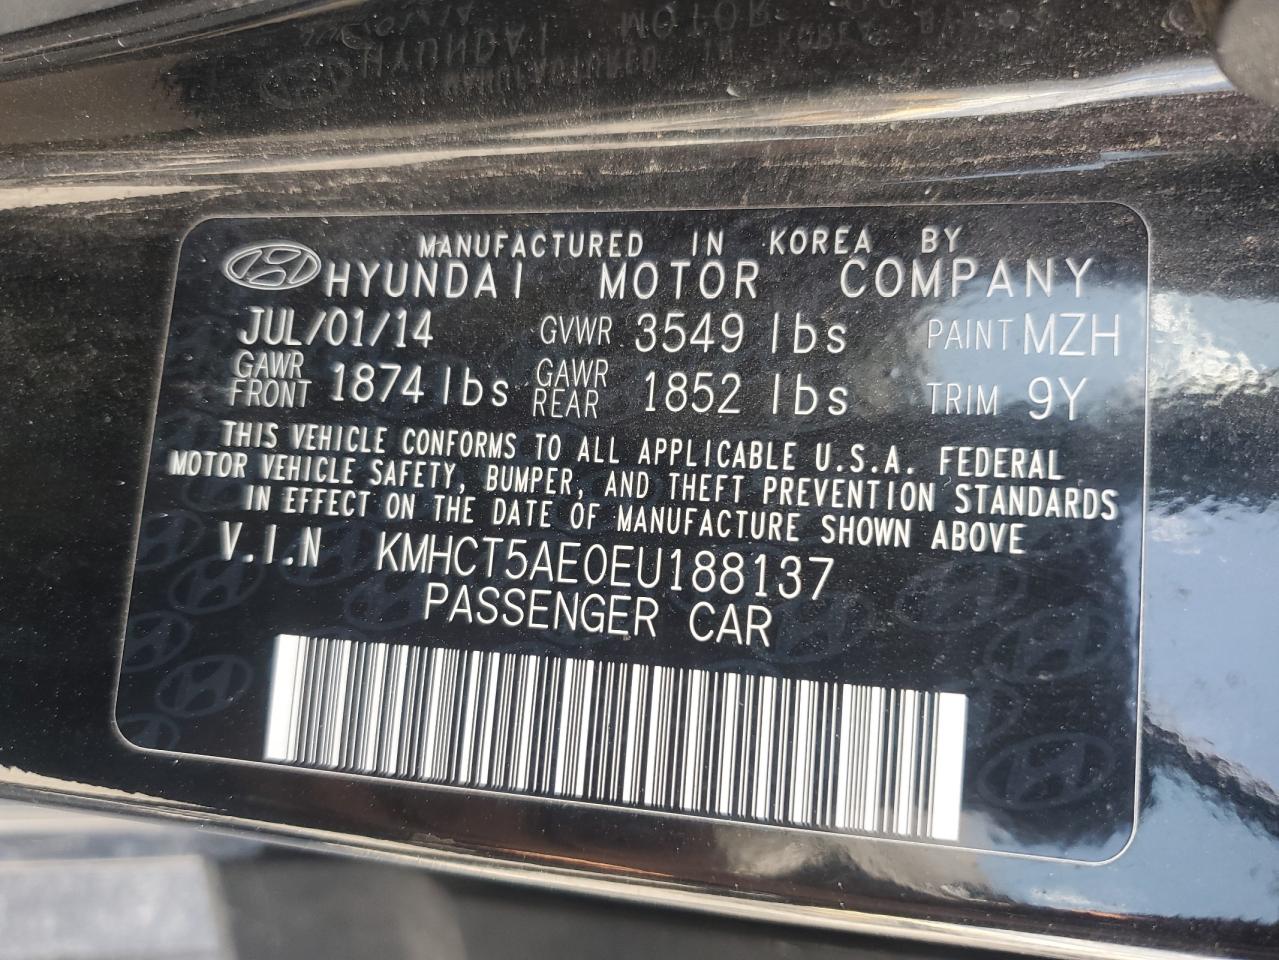 MANUFACTURED IN KOREA BY
HYUNDAI MOTOR COMPANY
JUL/01/14 GVWR 3549 lbs PAINT MZH
GAWR FRONT 1874 lbs GAWR REAR 1852 lbs TRIM 9Y
THIS VEHICLE CONFORMS TO ALL APPLICABLE U.S.A. FEDERAL
MOTOR VEHICLE SAFETY, BUMPER, AND THEFT PREVENTION STANDARDS
IN EFFECT ON THE DATE OF MANUFACTURE SHOWN ABOVE
V.I.N KMHCT5AE0EU188137
PASSENGER CAR